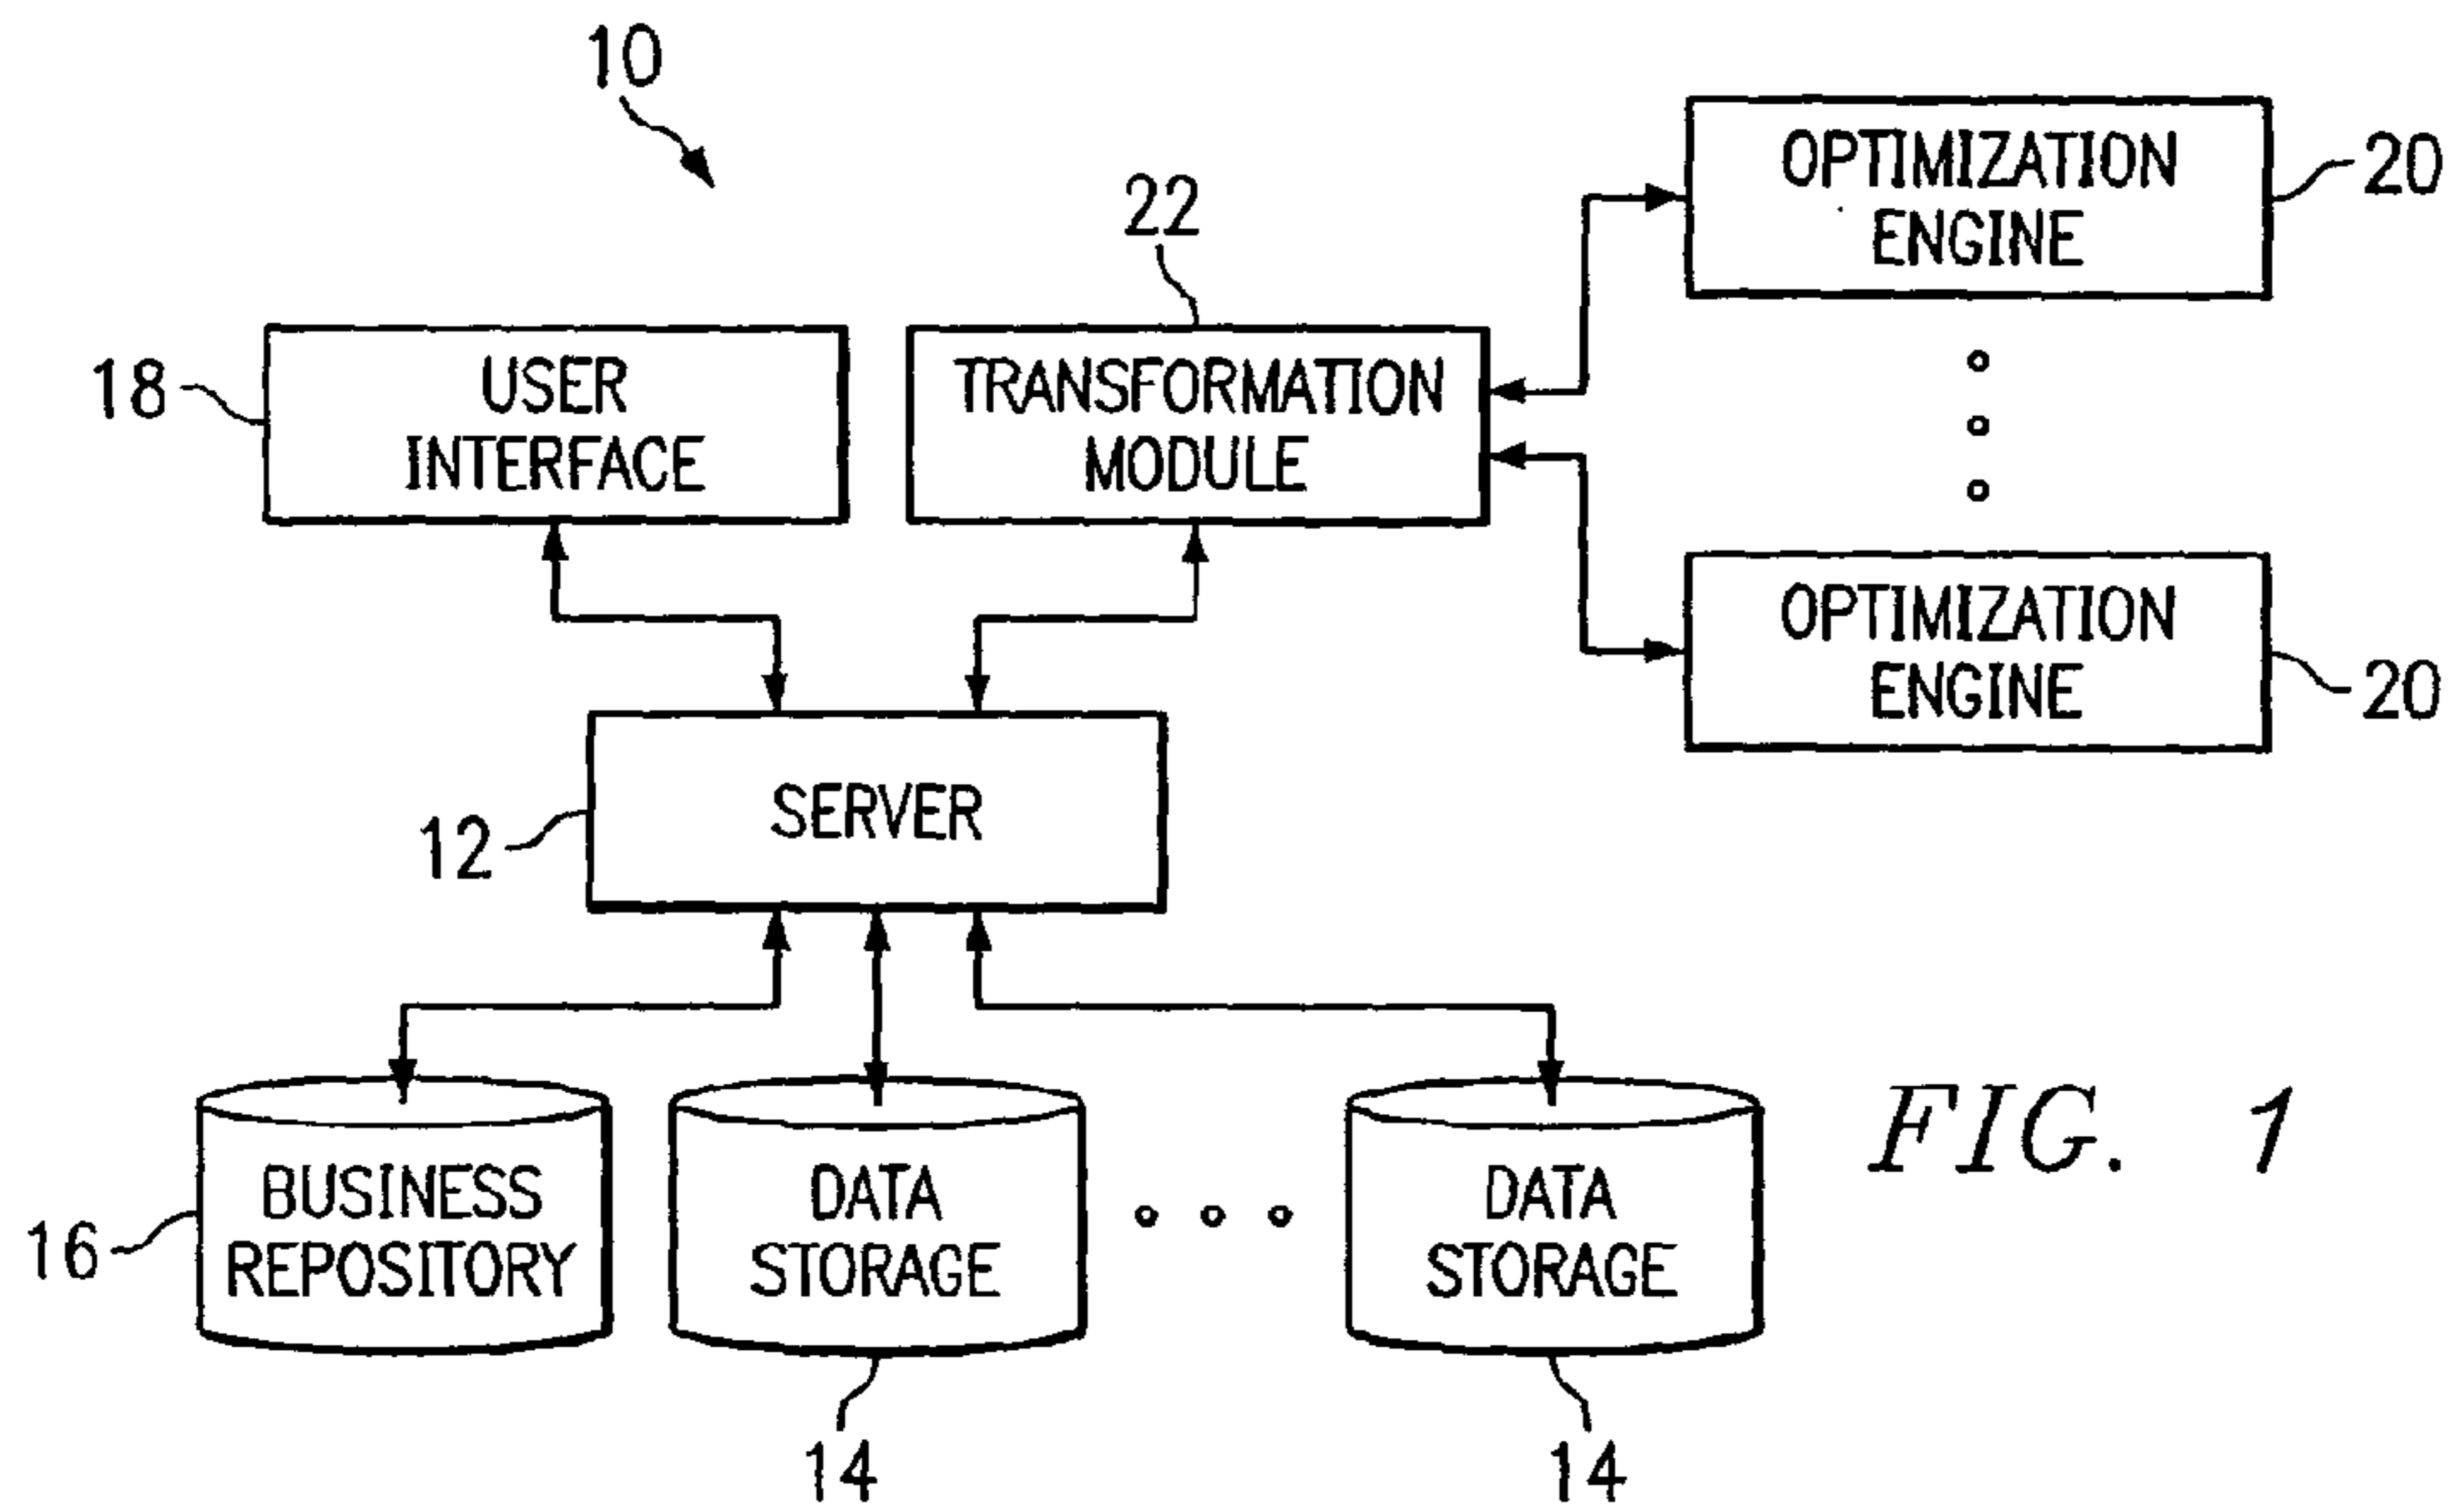 10
OPTIMIZATION
ENGINE
20
22
18
USER
INTERFACE
TRANSFORMATION
MODULE
OPTIMIZATION
ENGINE
20
SERVER
12
FIG. 1
16
BUSINESS
REPOSITORY
DATA
STORAGE
DATA
STORAGE
14
14